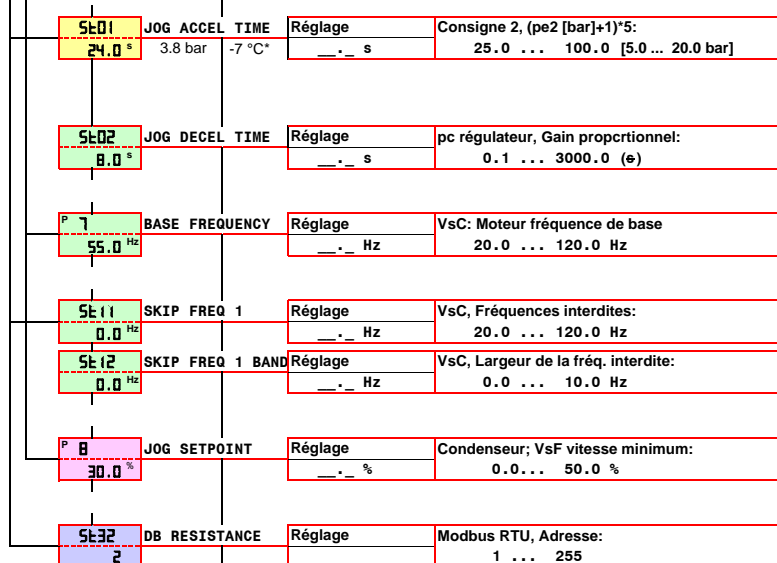 St01 JOG ACCEL TIME Réglage Consigne 2, (pe2 [bar]+1)*5:
24.0 s 3.8 bar -7 °C* __._ s 25.0 ... 100.0 [5.0 ... 20.0 bar]
St02 JOG DECEL TIME Réglage pc régulateur, Gain propcrtionnel:
8.0 s __._ s 0.1 ... 3000.0 (s)
P 7 BASE FREQUENCY Réglage VsC: Moteur fréquence de base
55.0 Hz __._ Hz 20.0 ... 120.0 Hz
St11 SKIP FREQ 1 Réglage VsC, Fréquences interdites:
0.0 Hz __._ Hz 20.0 ... 120.0 Hz
St12 SKIP FREQ 1 BAND Réglage VsC, Largeur de la fréq. interdite:
0.0 Hz __._ Hz 0.0 ... 10.0 Hz
P 8 JOG SETPOINT Réglage Condenseur; VsF vitesse minimum:
30.0 % __._ % 0.0... 50.0 %
St32 DB RESISTANCE Réglage Modbus RTU, Adresse:
2 1 ... 255